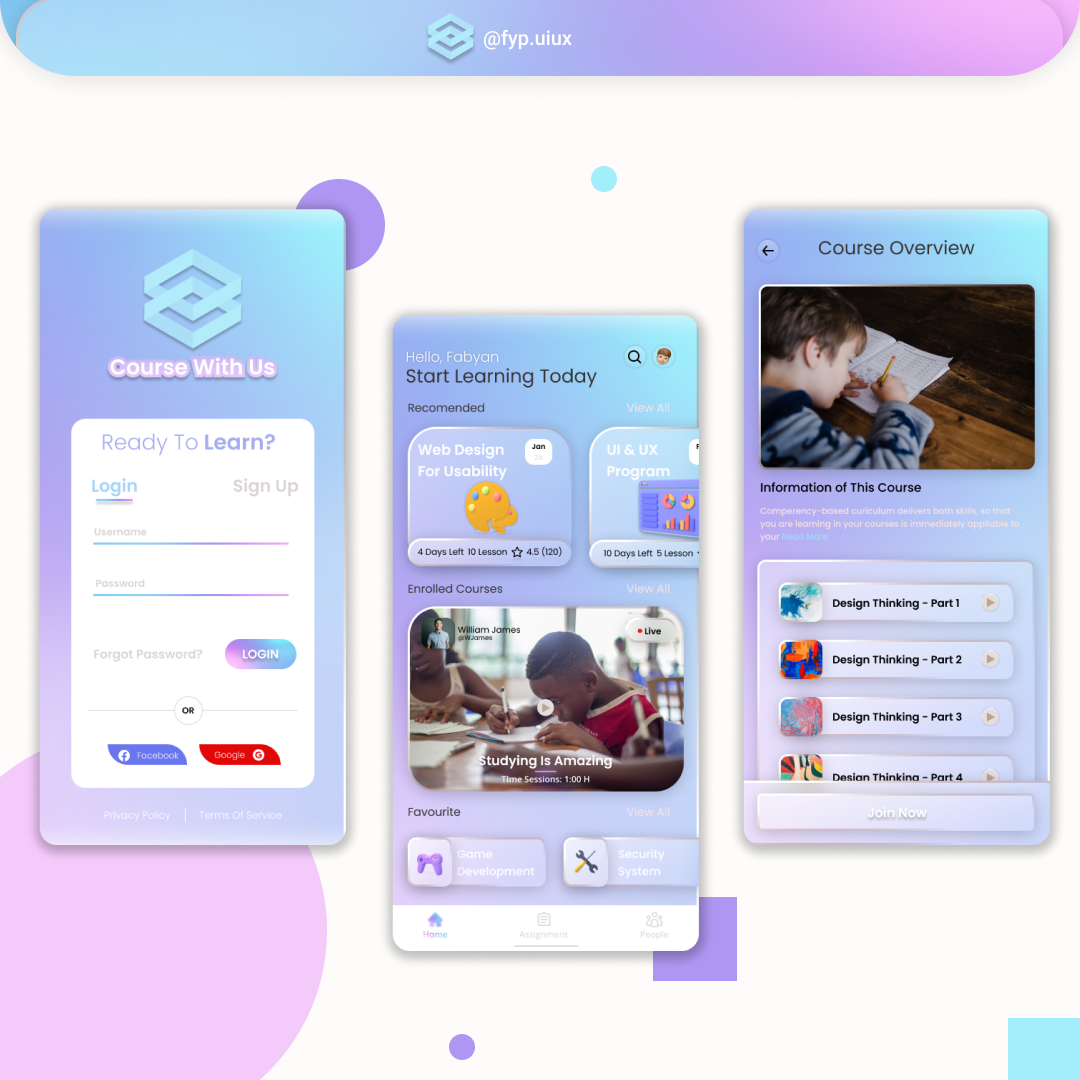 @fyp.uiux
Course With Us
Ready To Learn?
Login
Sign Up
Username
Password
Forgot Password?
LOGIN
OR
Facebook
Google
Privacy Policy
Terms Of Service
Hello, Fabyan
Start Learning Today
Recomended
View All
Web Design
For Usability
Jan
4 Days Left 10 Lesson 4.5 (120)
UI & UX
Program
10 Days Left 5 Lesson
Enrolled Courses
View All
William James
@WJames
Live
Studying Is Amazing
Time Sessions: 1:00 H
Favourite
View All
Game
Development
Security
System
Home
Assignment
People
Course Overview
Information of This Course
Comperency-based curiculum delivers bath skills, so that
you are learning in your courses is immediately appliable to
your Read More
Design Thinking - Part 1
Design Thinking - Part 2
Design Thinking - Part 3
Design Thinking - Part 4
Join Now